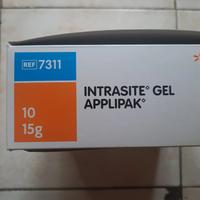 REF 7311
INTRASITE◊ GEL
APPLIPAK◊
10
15g